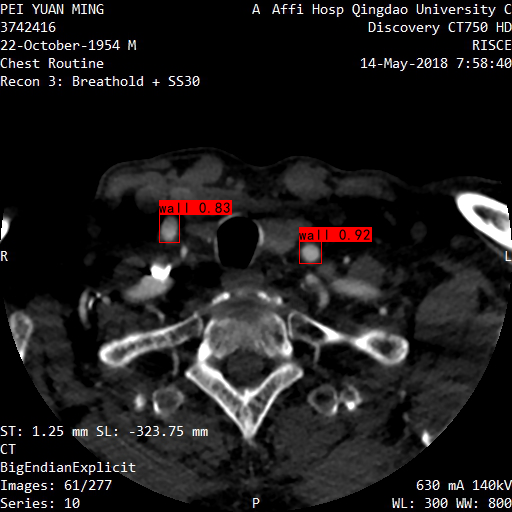 PEI YUAN MING
3742416
22-October-1954 M
Chest Routine
Recon 3: Breathold + SS30
A Affi Hosp Qingdao University C
Discovery CT750 HD
RISCE
14-May-2018 7:58:40
wall 0.83
wall 0.92
R
L
ST: 1.25 mm SL: -323.75 mm
CT
BigEndianExplicit
Images: 61/277
Series: 10
P
630 mA 140kV
WL: 300 WW: 800